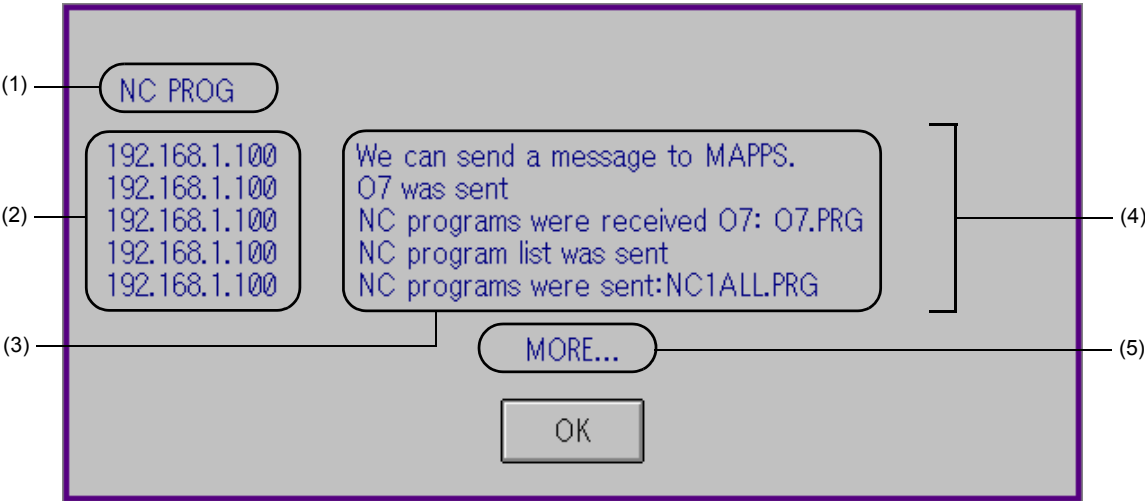 (1)
NC PROG
192.168.1.100 We can send a message to MAPPS.
192.168.1.100 O7 was sent
(2) 192.168.1.100 NC programs were received O7: O7.PRG (4)
192.168.1.100 NC program list was sent
192.168.1.100 NC programs were sent:NC1ALL.PRG
(3) MORE... (5)
OK